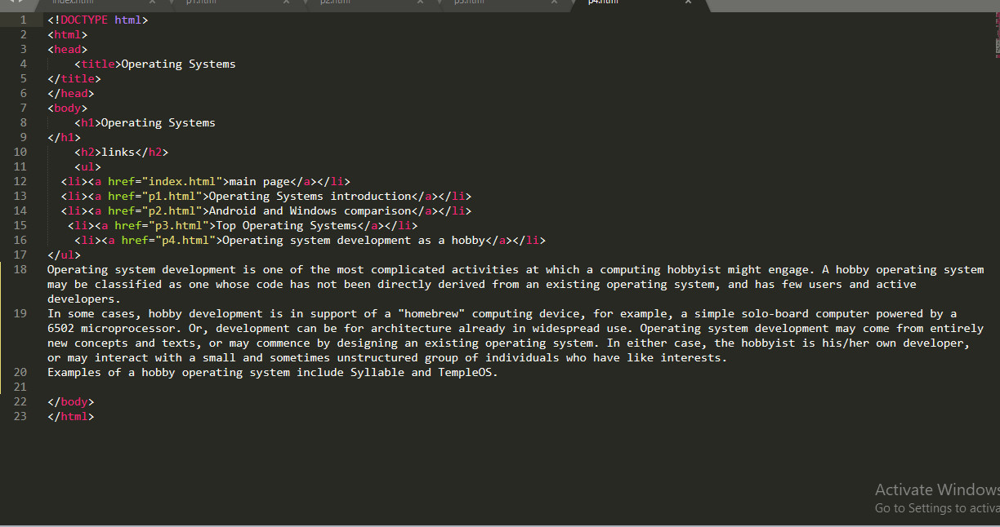 index.html × p1.html × p2.html × p3.html × p4.html ×
1 <!DOCTYPE html>
2 <html>
3 <head>
4 <title>Operating Systems
5 </title>
6 </head>
7 <body>
8 <h1>Operating Systems
9 </h1>
10 <h2>links</h2>
11 <ul>
12 <li><a href="index.html">main page</a></li>
13 <li><a href="p1.html">Operating Systems introduction</a></li>
14 <li><a href="p2.html">Android and Windows comparison</a></li>
15 <li><a href="p3.html">Top Operating Systems</a></li>
16 <li><a href="p4.html">Operating system development as a hobby</a></li>
17 </ul>
18 Operating system development is one of the most complicated activities at which a computing hobbyist might engage. A hobby operating system
may be classified as one whose code has not been directly derived from an existing operating system, and has few users and active
developers.
19 In some cases, hobby development is in support of a "homebrew" computing device, for example, a simple solo-board computer powered by a
6502 microprocessor. Or, development can be for architecture already in widespread use. Operating system development may come from entirely
new concepts and texts, or may commence by designing an existing operating system. In either case, the hobbyist is his/her own developer,
or may interact with a small and sometimes unstructured group of individuals who have like interests.
20 Examples of a hobby operating system include Syllable and TempleOS.
21
22 </body>
23 </html>
Activate Windows
Go to Settings to activa